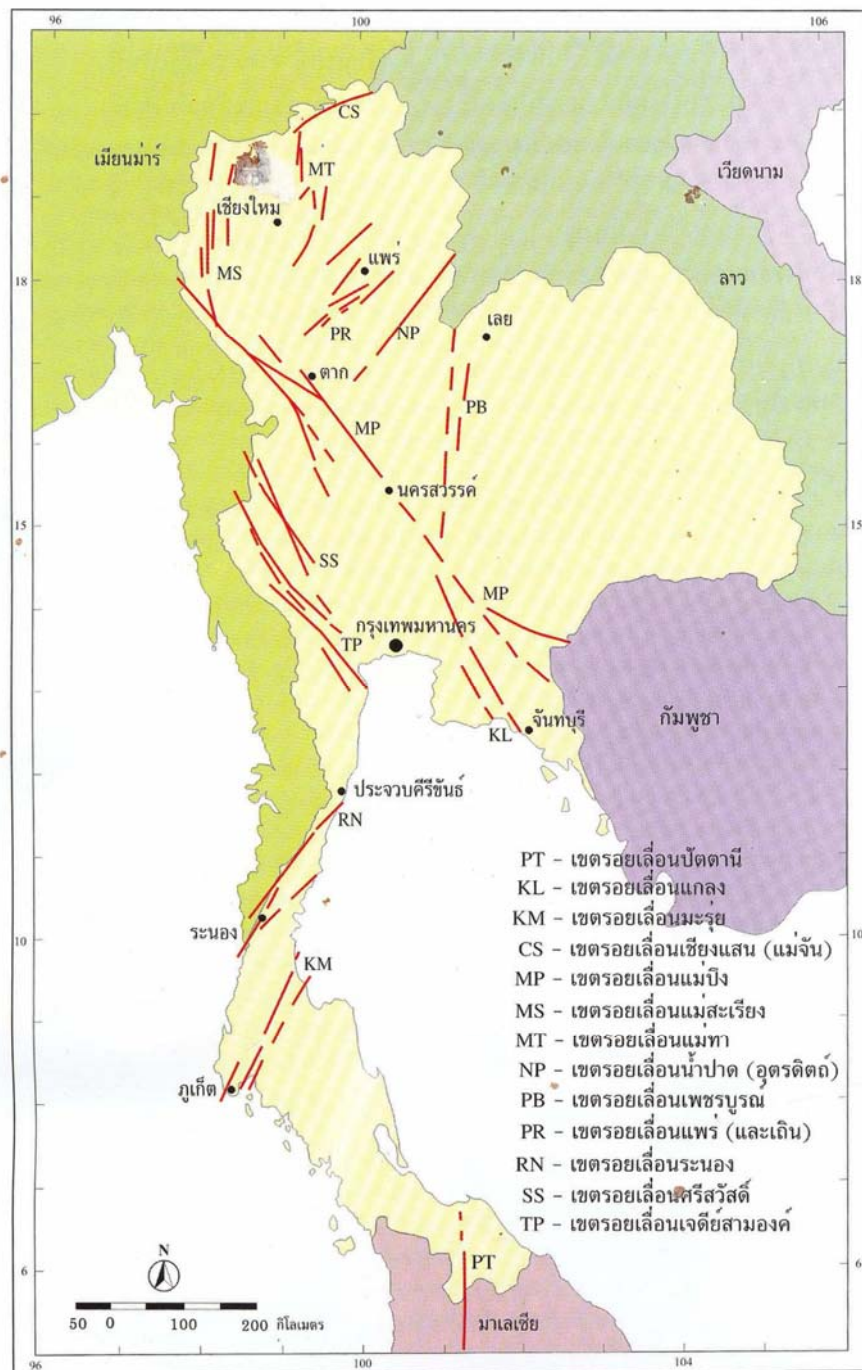 96 100 106
CS
เมียนม่าร์
MT
เวียดนาม
เชียงใหม่
แพร่
18 18
MS
ลาว
เลย
PR NP
ตาก
PB
MP
นครสวรรค์
15 15
SS
MP
กรุงเทพมหานคร
TP
กัมพูชา
จันทบุรี
KL
ประจวบคีรีขันธ์
RN
PT – เขตรอยเลื่อนปัตตานี
KL – เขตรอยเลื่อนแกลง
KM – เขตรอยเลื่อนมะรุ่ย
CS – เขตรอยเลื่อนเชียงแสน (แม่จัน)
MP – เขตรอยเลื่อนแม่ปิง
MS – เขตรอยเลื่อนแม่สะเรียง
MT – เขตรอยเลื่อนแม่ทา
NP – เขตรอยเลื่อนน้ำปาด (อุตรดิตถ์)
PB – เขตรอยเลื่อนเพชรบูรณ์
PR – เขตรอยเลื่อนแพร่ (และเถิน)
RN – เขตรอยเลื่อนระนอง
SS – เขตรอยเลื่อนศรีสวัสดิ์
TP – เขตรอยเลื่อนเจดีย์สามองค์
ระนอง
10 10
KM
ภูเก็ต
6 6
PT
N
50 0 100 200 กิโลเมตร
มาเลเซีย
96 100 104